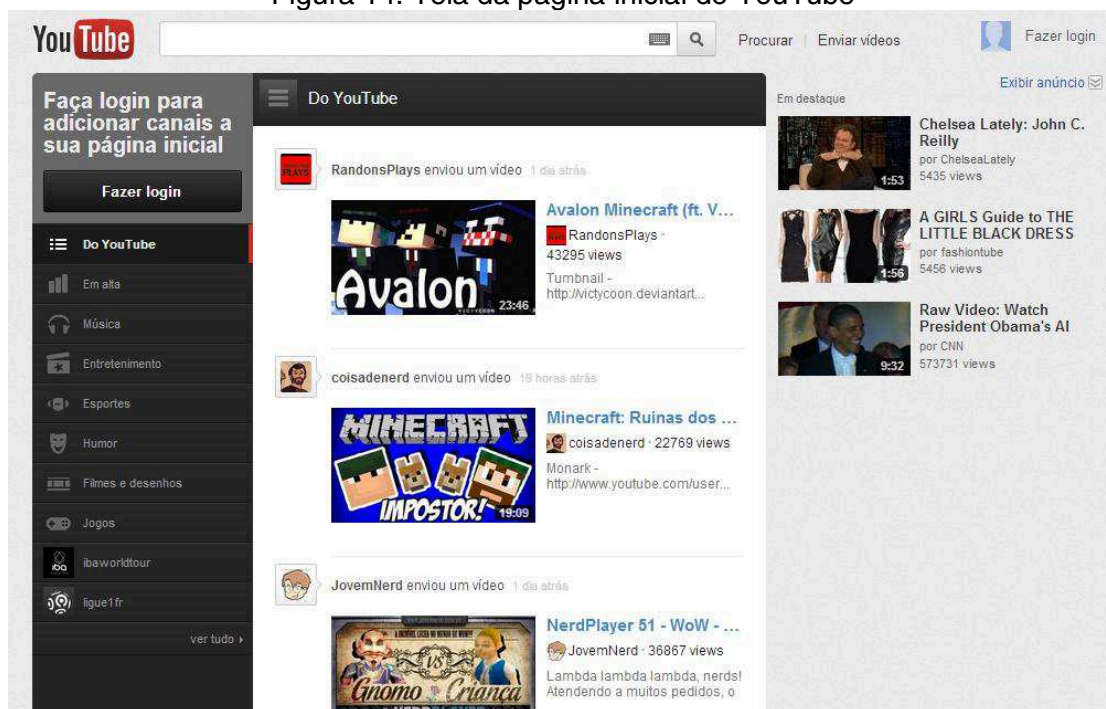 Figura 14: Tela da página inicial do YouTube
YouTube
Procurar
Enviar vídeos
Fazer login
Faça login para
adicionar canais a
sua página inicial
Fazer login
Do YouTube
Em alta
Música
Entretenimento
Esportes
Humor
Filmes e desenhos
Jogos
ibaworldtour
ligue1fr
ver tudo
Do YouTube
RandonsPlays enviou um vídeo 1 dia atrás
PLAYS
Avalon
23:46
Avalon Minecraft (ft. V...
RandonsPlays ·
43295 views
Tumbnail -
http://victycoon.deviantart...
coisadenerd enviou um vídeo 19 horas atrás
MINECRAFT
IMPOSTOR!
19:09
Minecraft: Ruinas dos ...
coisadenerd · 22769 views
Monark -
http://www.youtube.com/user...
JovemNerd enviou um vídeo 1 dia atrás
VS
Gnomo Criança
NerdPlayer 51 - WoW - ...
JovemNerd · 36867 views
Lambda lambda lambda, nerds!
Atendendo a muitos pedidos, o
Exibir anúncio
Em destaque
1:53
Chelsea Lately: John C.
Reilly
por ChelseaLately
5435 views
1:56
A GIRLS Guide to THE
LITTLE BLACK DRESS
por fashiontube
5456 views
9:32
Raw Video: Watch
President Obama's Al
por CNN
573731 views